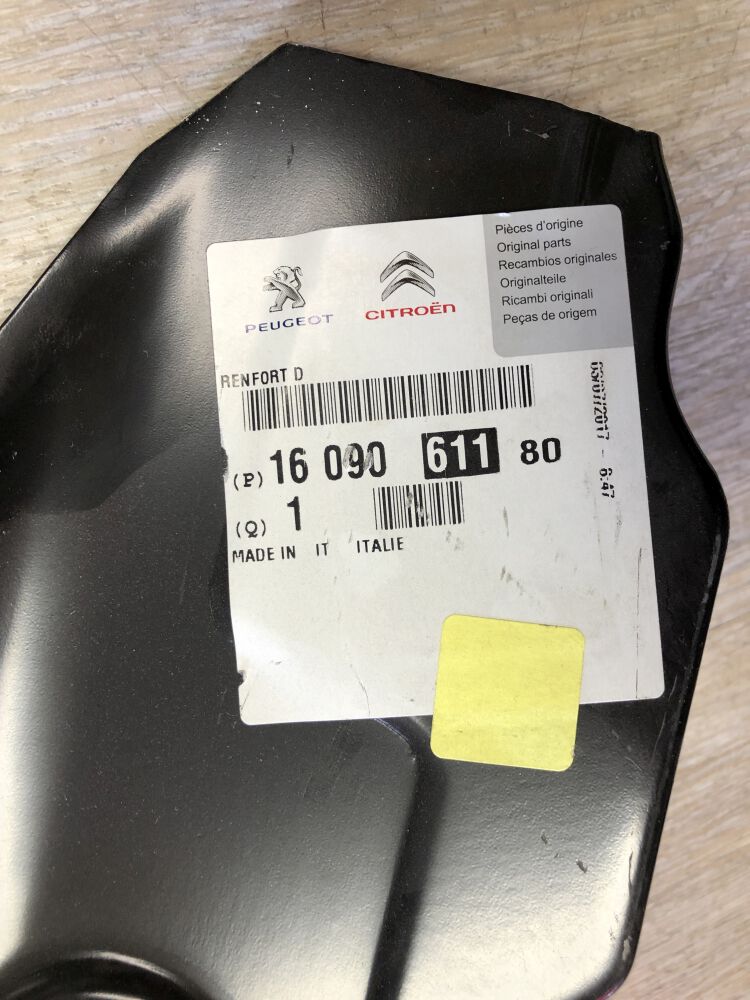 PEUGEOT
CITROËN
Pièces d'origine
Original parts
Recambios originales
Originalteile
Ricambi originali
Peças de origem
RENFORT D
(P) 16 090 611 80
(Q) 1
MADE IN IT ITALIE